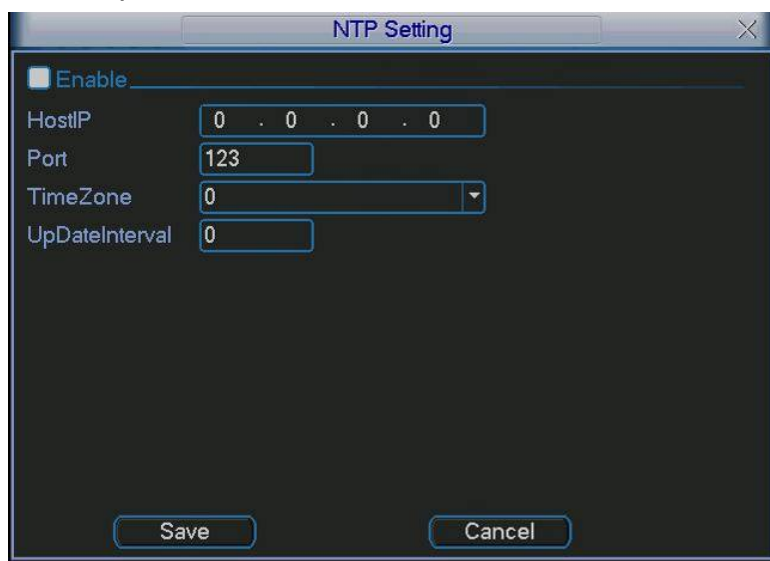 NTP Setting
Enable
HostIP 0 . 0 . 0 . 0
Port 123
TimeZone 0
UpDateInterval 0
Save Cancel